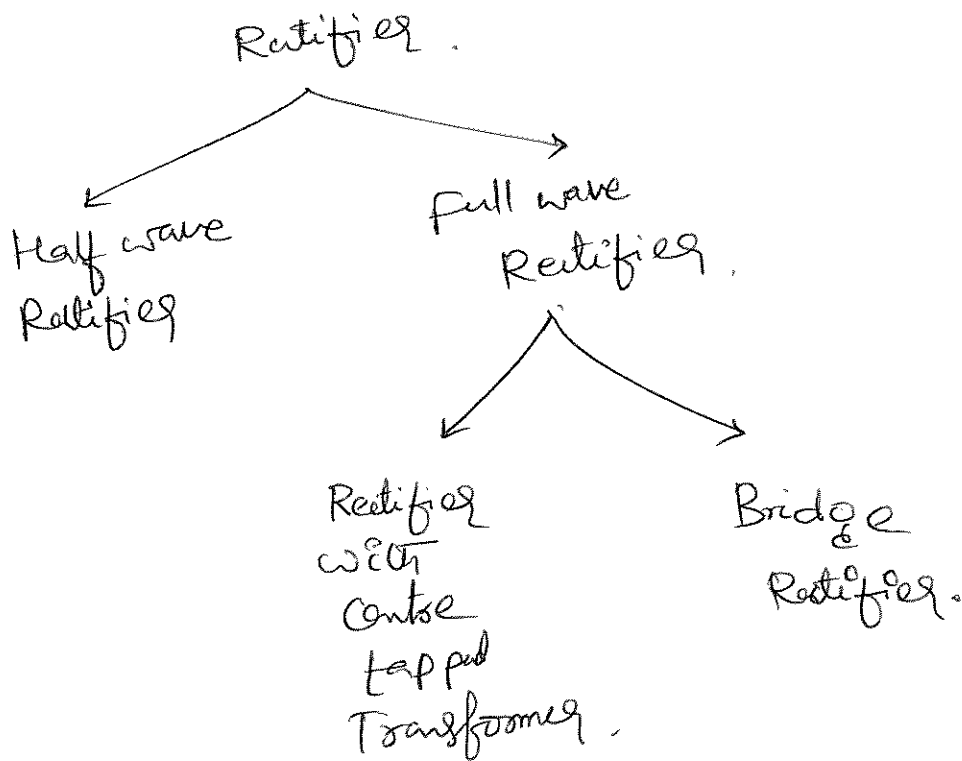 Rectifier.
Half wave
Rectifier
Full wave
Rectifier.
Rectifier
with
Centre
tapped
Transformer.
Bridge
Rectifier.